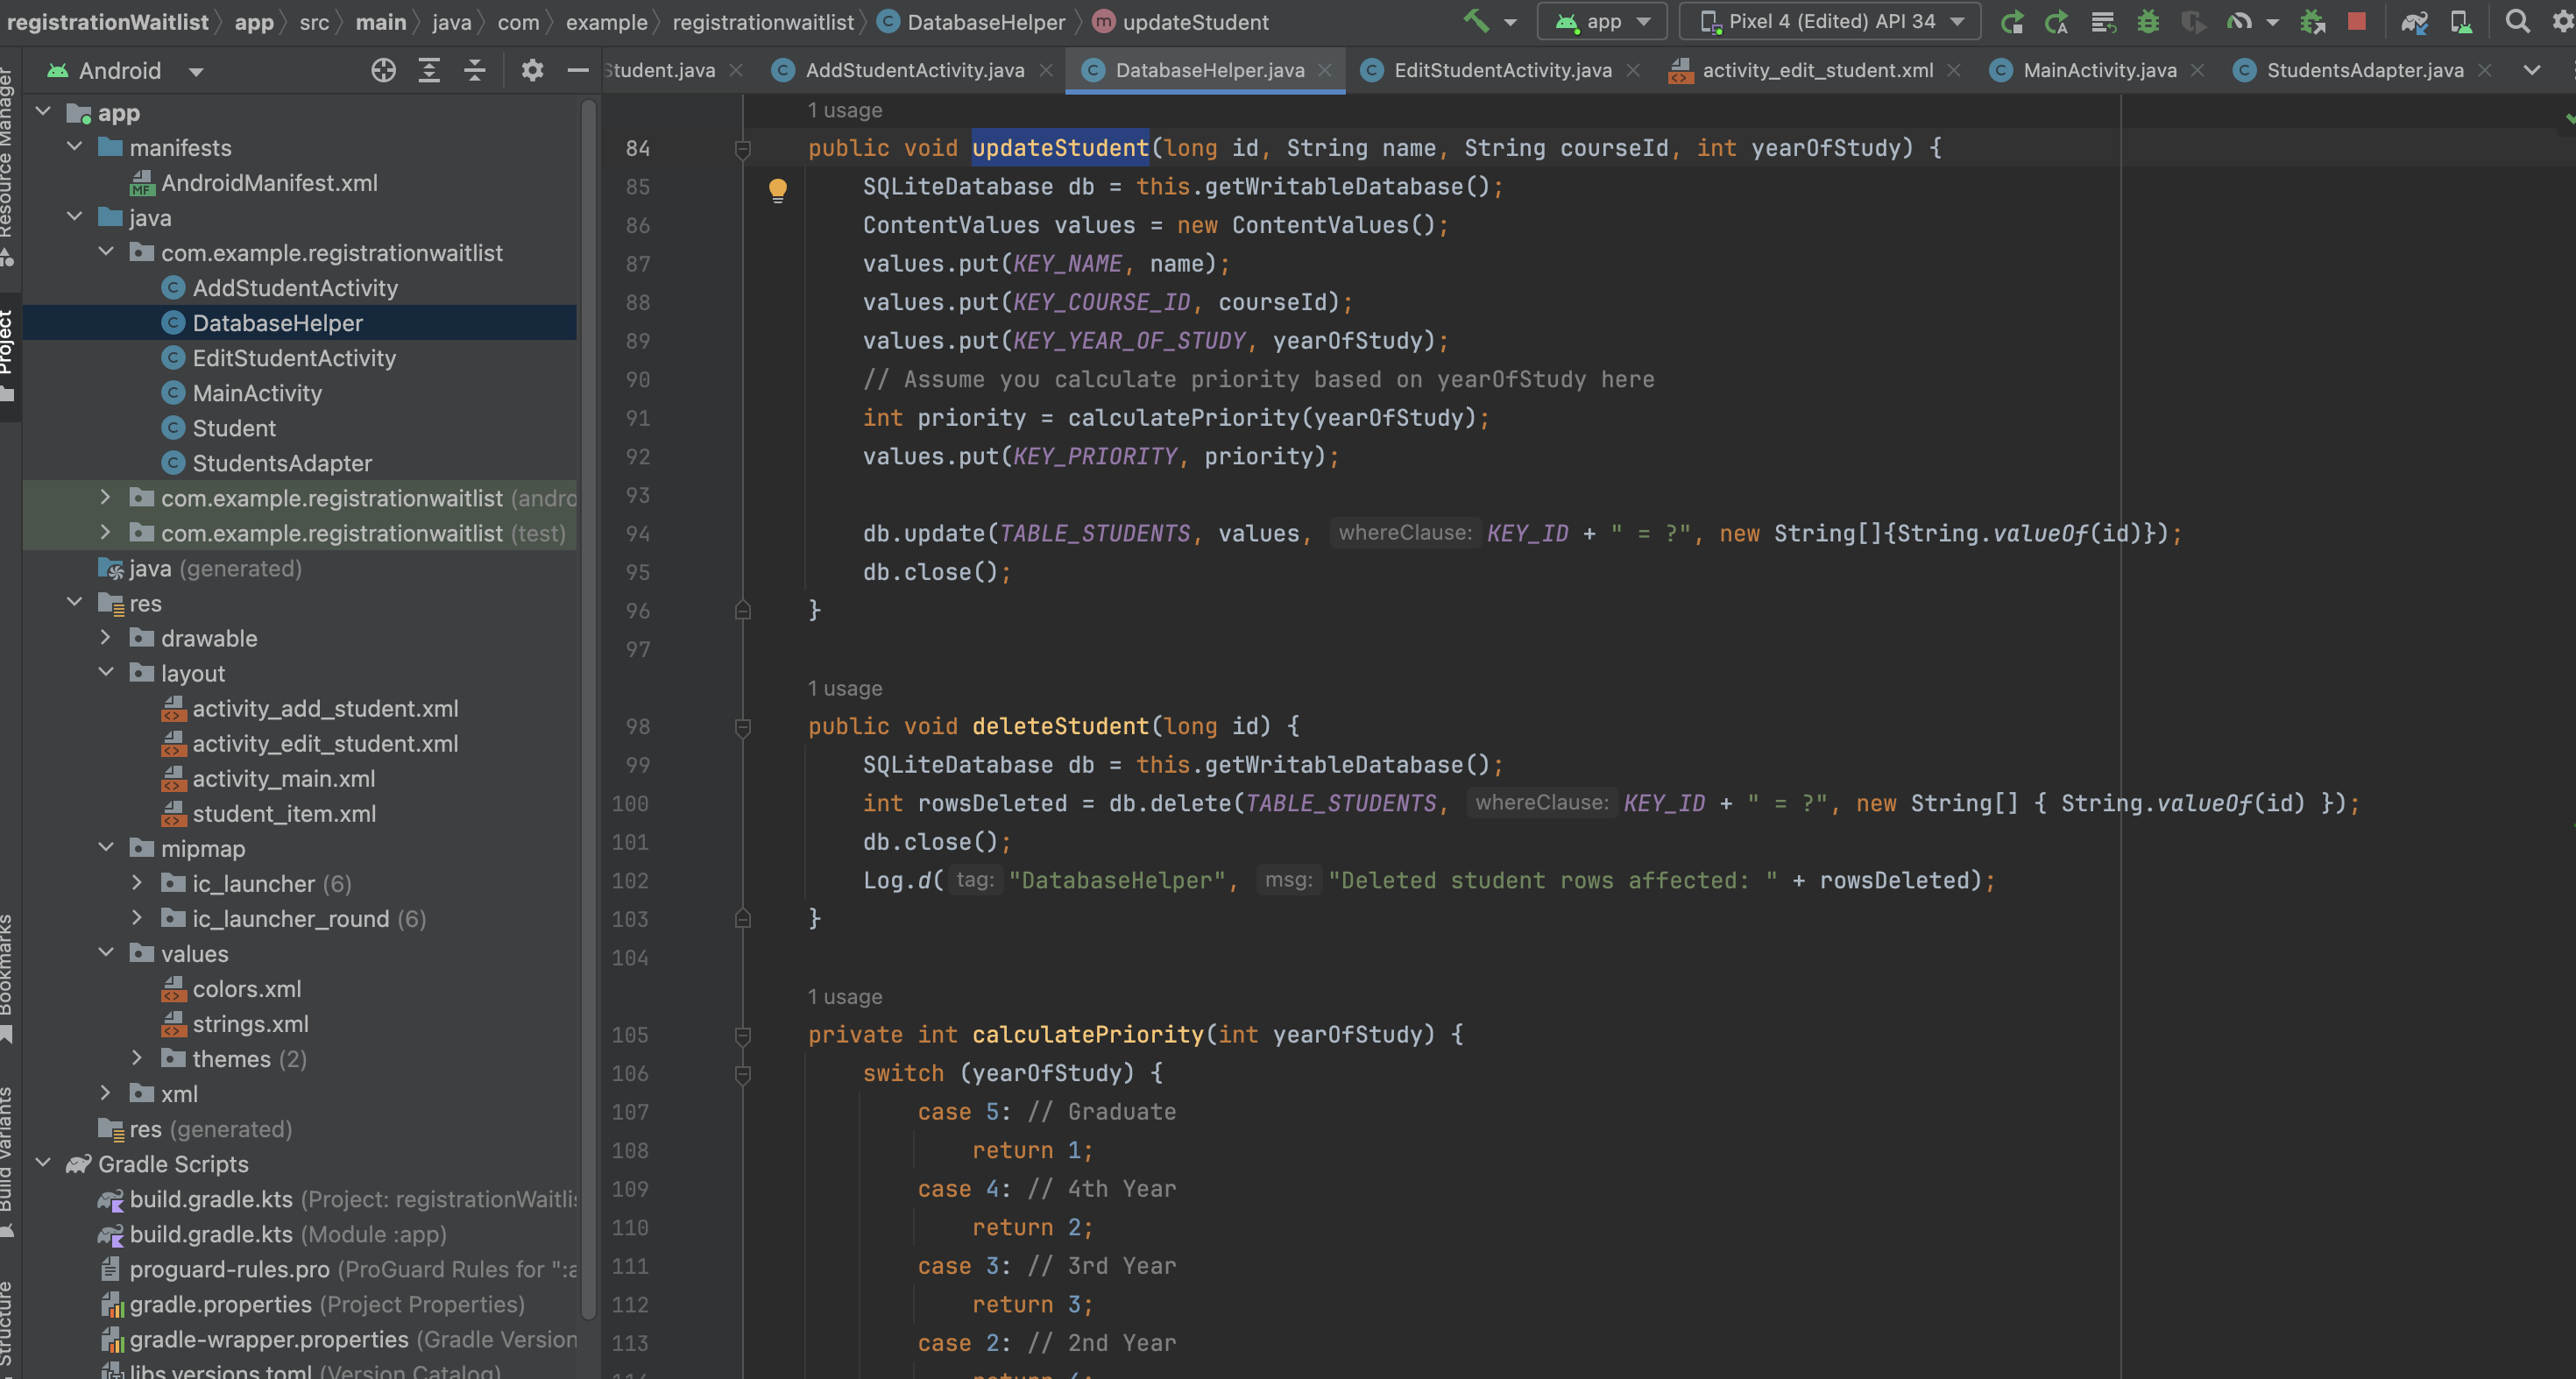 registrationWaitlist app src main java com example registrationwaitlist DatabaseHelper updateStudent app Pixel 4 (Edited) API 34
Android
Student.java AddStudentActivity.java DatabaseHelper.java EditStudentActivity.java activity_edit_student.xml MainActivity.java StudentsAdapter.java
Resource Manager
Project
Bookmarks
Build Variants
Structure
app
manifests
AndroidManifest.xml
java
com.example.registrationwaitlist
AddStudentActivity
DatabaseHelper
EditStudentActivity
MainActivity
Student
StudentsAdapter
com.example.registrationwaitlist (andro
com.example.registrationwaitlist (test)
java (generated)
res
drawable
layout
activity_add_student.xml
activity_edit_student.xml
activity_main.xml
student_item.xml
mipmap
ic_launcher (6)
ic_launcher_round (6)
values
colors.xml
strings.xml
themes (2)
xml
res (generated)
Gradle Scripts
build.gradle.kts (Project: registrationWaitlis
build.gradle.kts (Module :app)
proguard-rules.pro (ProGuard Rules for ":a
gradle.properties (Project Properties)
gradle-wrapper.properties (Gradle Version
libs.versions.toml (Version Catalog)
1 usage
84 public void updateStudent(long id, String name, String courseId, int yearOfStudy) {
85 SQLiteDatabase db = this.getWritableDatabase();
86 ContentValues values = new ContentValues();
87 values.put(KEY_NAME, name);
88 values.put(KEY_COURSE_ID, courseId);
89 values.put(KEY_YEAR_OF_STUDY, yearOfStudy);
90 // Assume you calculate priority based on yearOfStudy here
91 int priority = calculatePriority(yearOfStudy);
92 values.put(KEY_PRIORITY, priority);
93
94 db.update(TABLE_STUDENTS, values, whereClause: KEY_ID + " = ?", new String[]{String.valueOf(id)});
95 db.close();
96 }
97
1 usage
98 public void deleteStudent(long id) {
99 SQLiteDatabase db = this.getWritableDatabase();
100 int rowsDeleted = db.delete(TABLE_STUDENTS, whereClause: KEY_ID + " = ?", new String[] { String.valueOf(id) });
101 db.close();
102 Log.d( tag: "DatabaseHelper", msg: "Deleted student rows affected: " + rowsDeleted);
103 }
104
1 usage
105 private int calculatePriority(int yearOfStudy) {
106 switch (yearOfStudy) {
107 case 5: // Graduate
108 return 1;
109 case 4: // 4th Year
110 return 2;
111 case 3: // 3rd Year
112 return 3;
113 case 2: // 2nd Year
114 return 4;